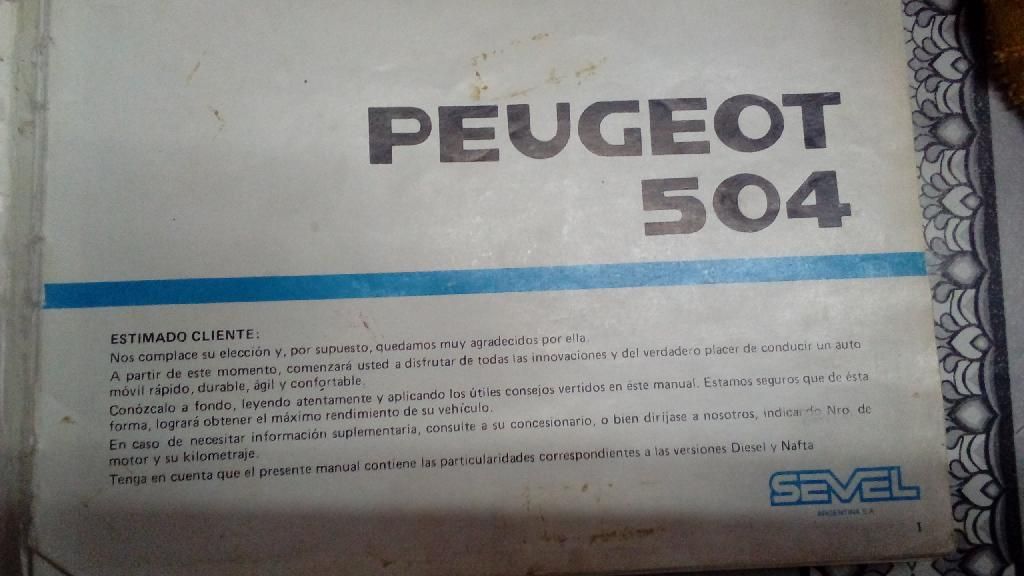 PEUGEOT
504
ESTIMADO CLIENTE:
Nos complace su elección y, por supuesto, quedamos muy agradecidos por ella.
A partir de este momento, comenzará usted a disfrutar de todas las innovaciones y del verdadero placer de conducir un auto
móvil rápido, durable, ágil y confortable.
Conózcalo a fondo, leyendo atentamente y aplicando los útiles consejos vertidos en éste manual. Estamos seguros que de ésta
forma, logrará obtener el máximo rendimiento de su vehículo.
En caso de necesitar información suplementaria, consulte a su concesionario, o bien diríjase a nosotros, indicando Nro. de
motor y su kilometraje.
Tenga en cuenta que el presente manual contiene las particularidades correspondientes a las versiones Diesel y Nafta
SEVEL
ARGENTINA S.A.
1